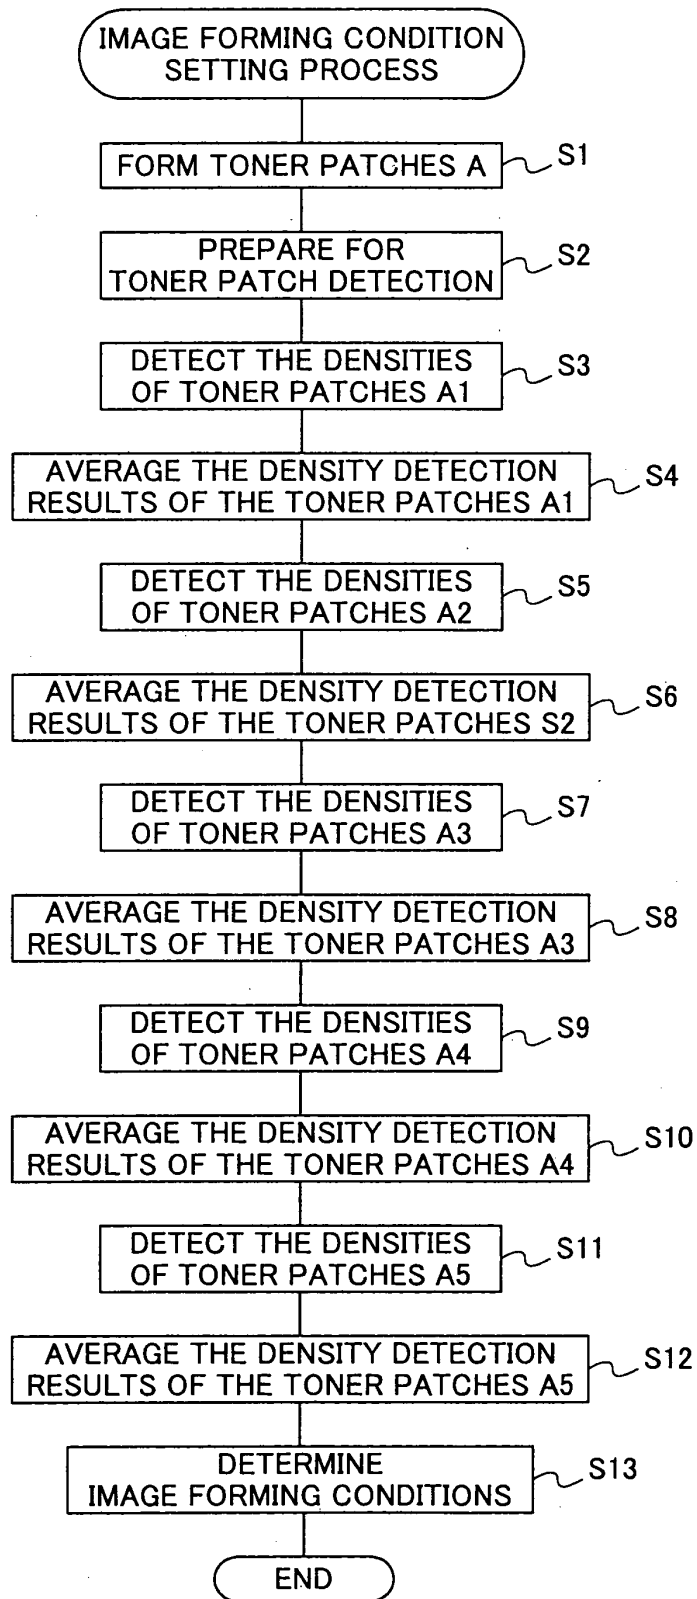 IMAGE FORMING CONDITION
SETTING PROCESS
FORM TONER PATCHES A
S1
PREPARE FOR
TONER PATCH DETECTION
S2
DETECT THE DENSITIES
OF TONER PATCHES A1
S3
AVERAGE THE DENSITY DETECTION
RESULTS OF THE TONER PATCHES A1
S4
DETECT THE DENSITIES
OF TONER PATCHES A2
S5
AVERAGE THE DENSITY DETECTION
RESULTS OF THE TONER PATCHES S2
S6
DETECT THE DENSITIES
OF TONER PATCHES A3
S7
AVERAGE THE DENSITY DETECTION
RESULTS OF THE TONER PATCHES A3
S8
DETECT THE DENSITIES
OF TONER PATCHES A4
S9
AVERAGE THE DENSITY DETECTION
RESULTS OF THE TONER PATCHES A4
S10
DETECT THE DENSITIES
OF TONER PATCHES A5
S11
AVERAGE THE DENSITY DETECTION
RESULTS OF THE TONER PATCHES A5
S12
DETERMINE
IMAGE FORMING CONDITIONS
S13
END